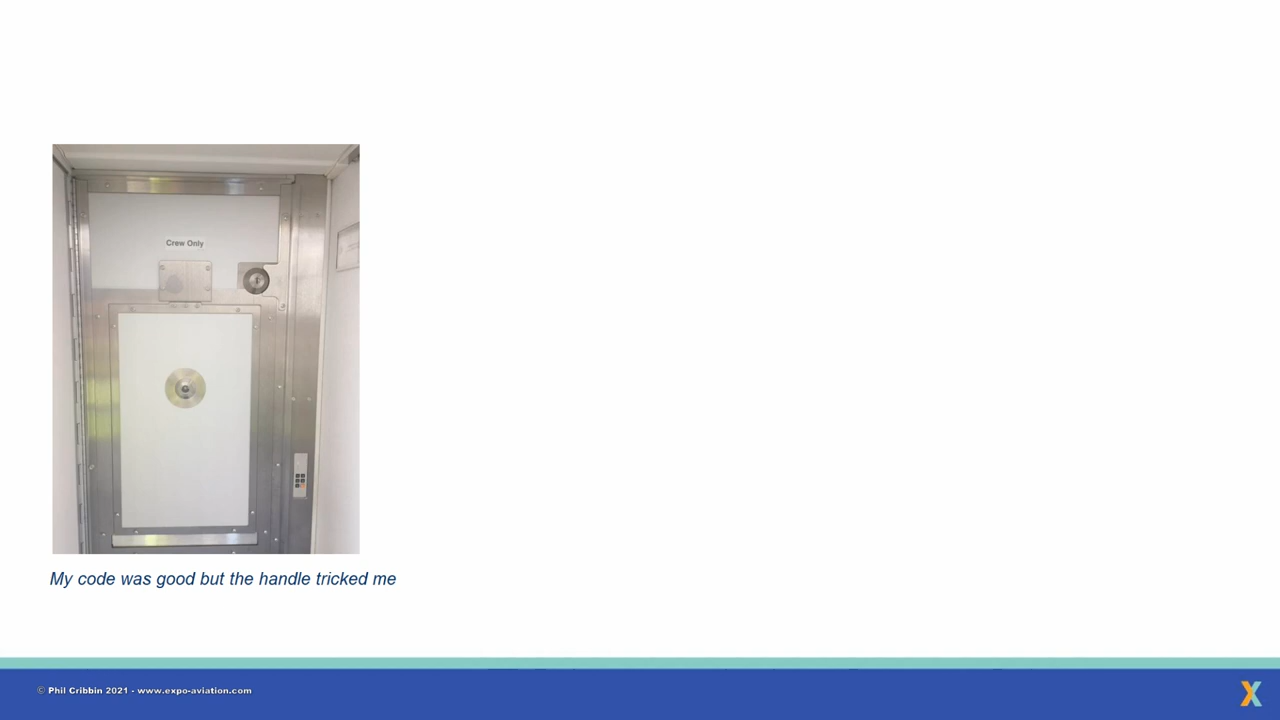 Crew Only
My code was good but the handle tricked me
© Phil Cribbin 2021 - www.expo-aviation.com